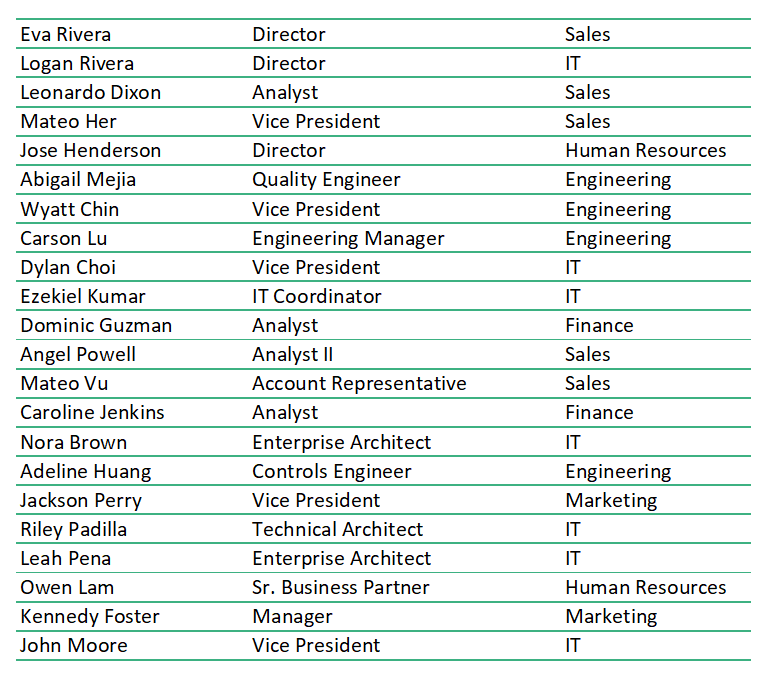 Eva Rivera Director Sales
Logan Rivera Director IT
Leonardo Dixon Analyst Sales
Mateo Her Vice President Sales
Jose Henderson Director Human Resources
Abigail Mejia Quality Engineer Engineering
Wyatt Chin Vice President Engineering
Carson Lu Engineering Manager Engineering
Dylan Choi Vice President IT
Ezekiel Kumar IT Coordinator IT
Dominic Guzman Analyst Finance
Angel Powell Analyst II Sales
Mateo Vu Account Representative Sales
Caroline Jenkins Analyst Finance
Nora Brown Enterprise Architect IT
Adeline Huang Controls Engineer Engineering
Jackson Perry Vice President Marketing
Riley Padilla Technical Architect IT
Leah Pena Enterprise Architect IT
Owen Lam Sr. Business Partner Human Resources
Kennedy Foster Manager Marketing
John Moore Vice President IT